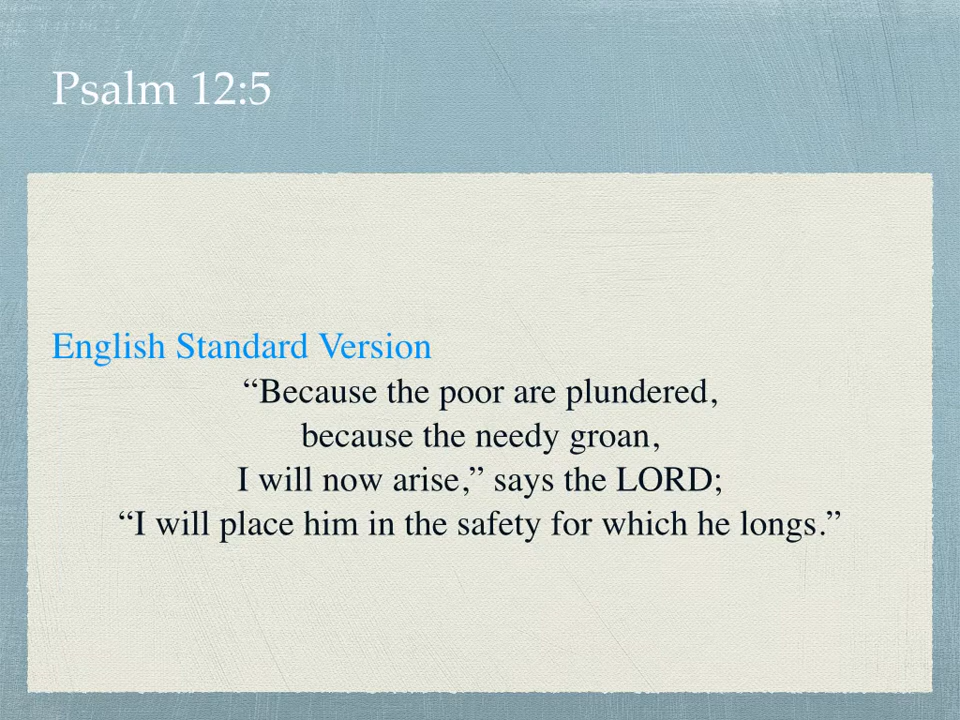 Psalm 12:5
English Standard Version
“Because the poor are plundered,
because the needy groan,
I will now arise,” says the LORD;
“I will place him in the safety for which he longs.”